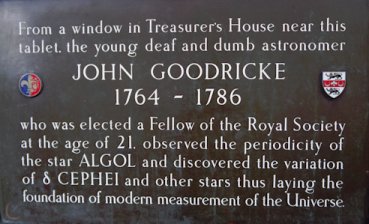 From a window in Treasurer's House near this
tablet, the young deaf and dumb astronomer
JOHN GOODRICKE
1764 - 1786
who was elected a Fellow of the Royal Society
at the age of 21, observed the periodicity of
the star ALGOL and discovered the variation
of δ CEPHEI and other stars thus laying the
foundation of modern measurement of the Universe.